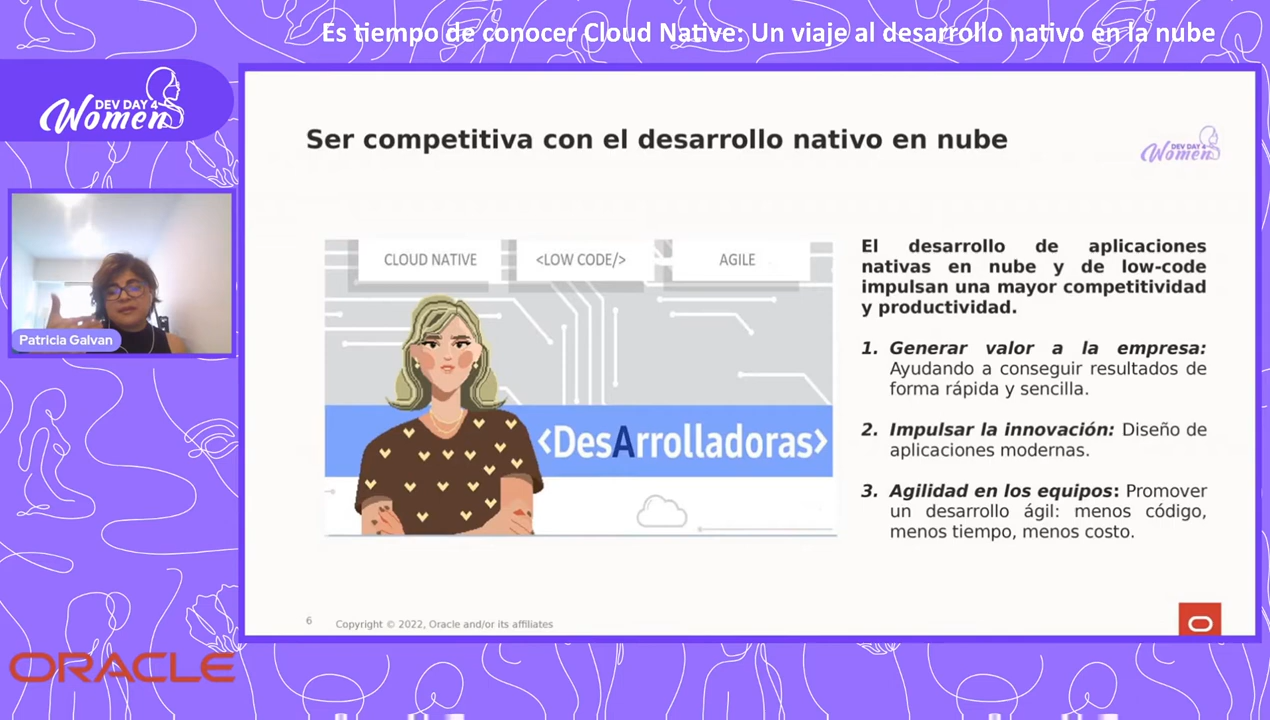 Es tiempo de conocer Cloud Native: Un viaje al desarrollo nativo en la nube
DEV DAY 4
Women
Patricia Galvan
ORACLE
Ser competitiva con el desarrollo nativo en nube
DEV DAY 4
Women
CLOUD NATIVE
<LOW CODE/>
AGILE
<DesArrolladoras>
El desarrollo de aplicaciones
nativas en nube y de low-code
impulsan una mayor competitividad
y productividad.
1. Generar valor a la empresa:
Ayudando a conseguir resultados de
forma rápida y sencilla.
2. Impulsar la innovación: Diseño de
aplicaciones modernas.
3. Agilidad en los equipos: Promover
un desarrollo ágil: menos código,
menos tiempo, menos costo.
6
Copyright © 2022, Oracle and/or its affiliates